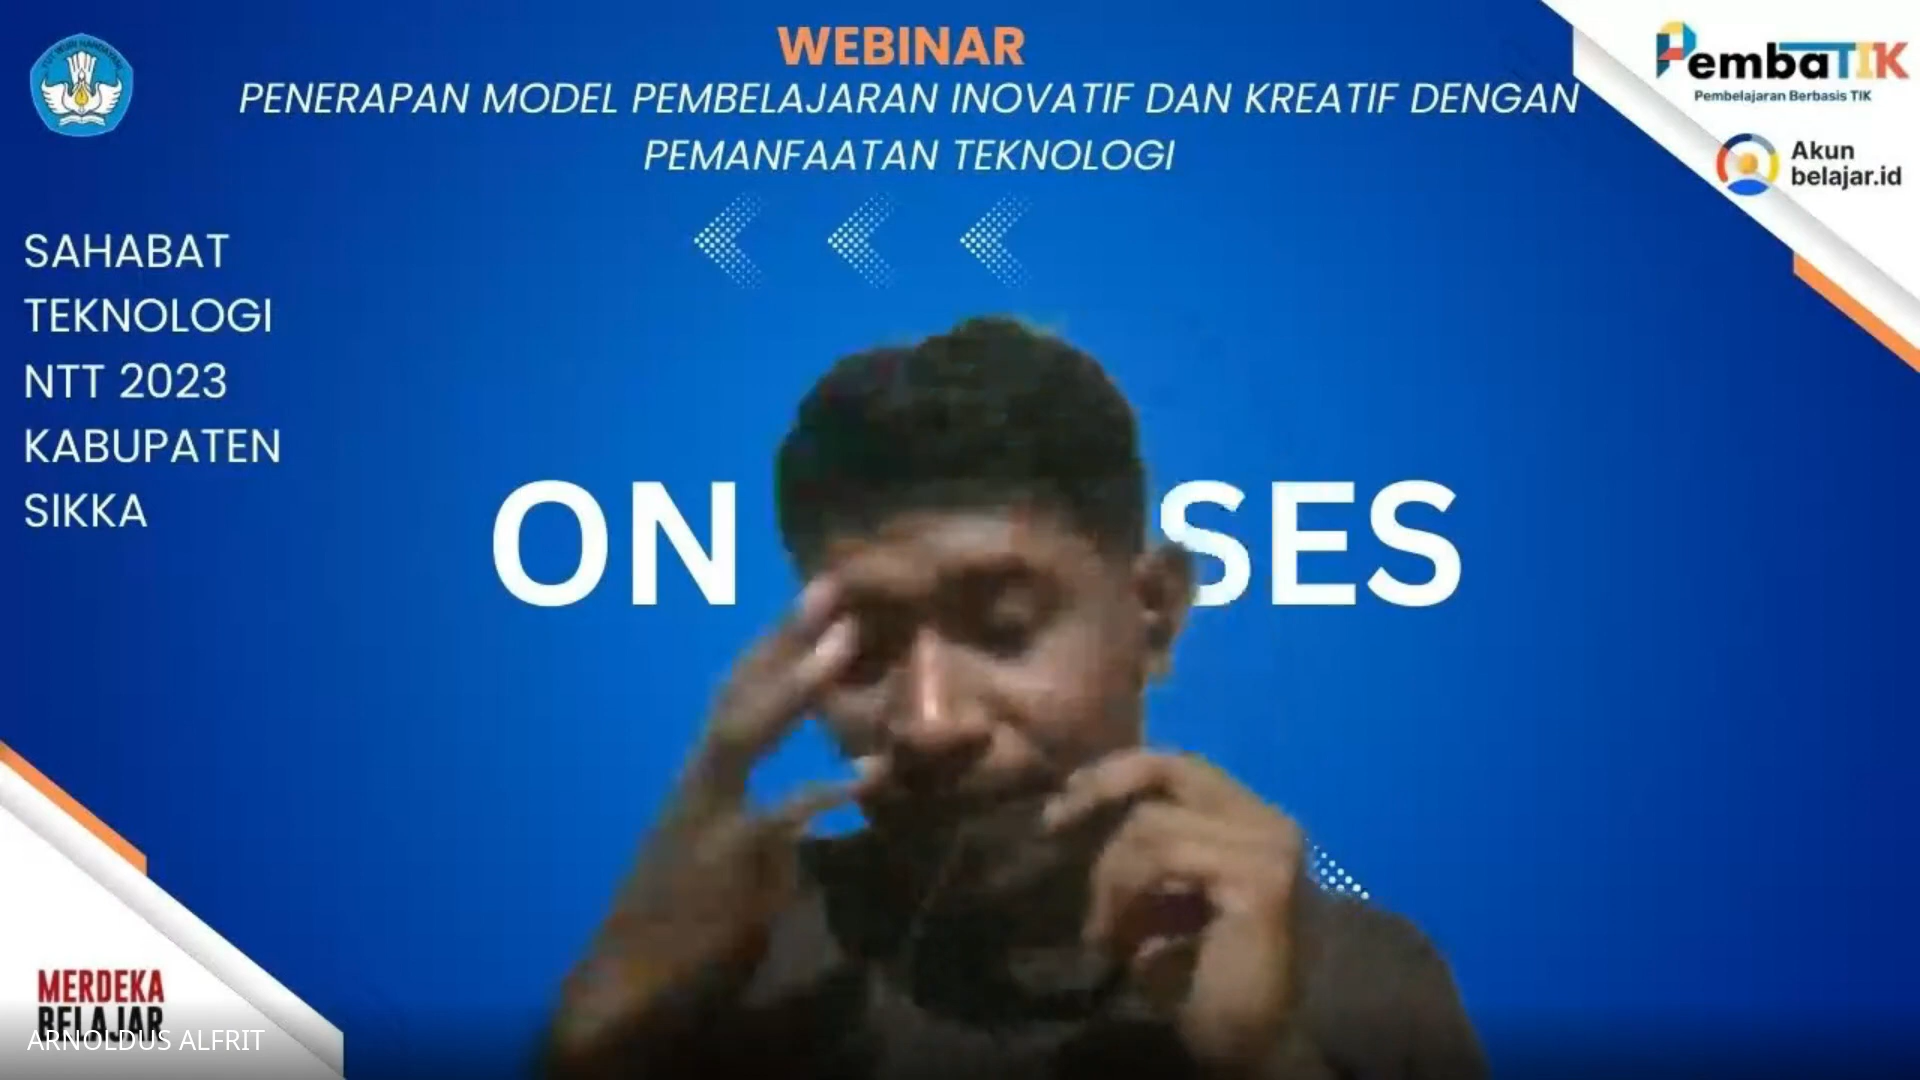 WEBINAR
PENERAPAN MODEL PEMBELAJARAN INOVATIF DAN KREATIF DENGAN
PEMANFAATAN TEKNOLOGI
PembaTIK
Pembelajaran Berbasis TIK
Akun
belajar.id
SAHABAT
TEKNOLOGI
NTT 2023
KABUPATEN
SIKKA
ON SES
MERDEKA
BELAJAR
ARNOLDUS ALFRIT